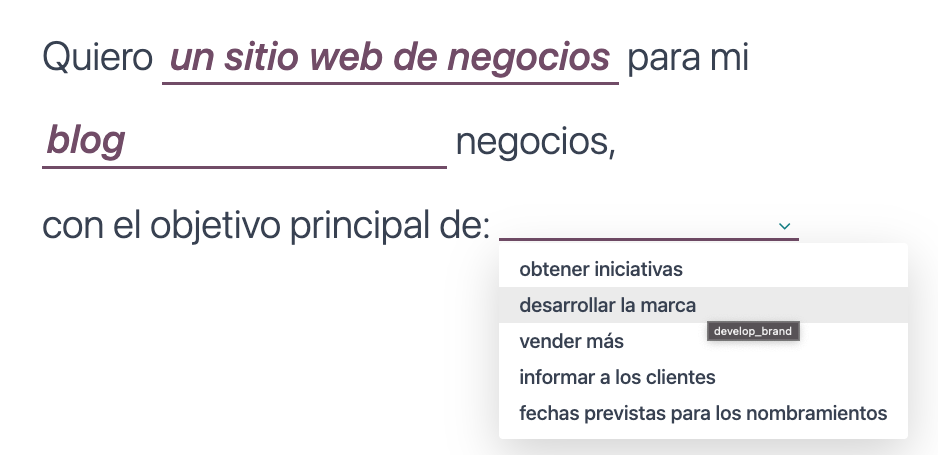 Quiero un sitio web de negocios para mi
blog negocios,
con el objetivo principal de:
obtener iniciativas
desarrollar la marca
develop_brand
vender más
informar a los clientes
fechas previstas para los nombramientos